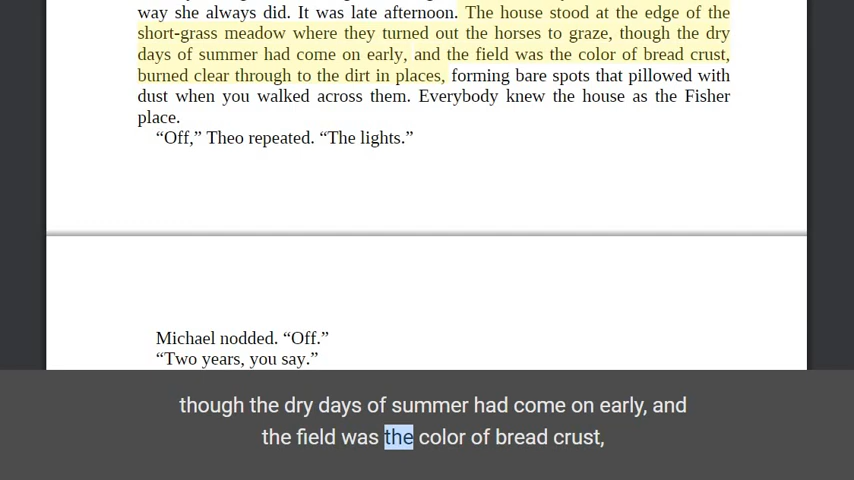 way she always did. It was late afternoon. The house stood at the edge of the
short-grass meadow where they turned out the horses to graze, though the dry
days of summer had come on early, and the field was the color of bread crust,
burned clear through to the dirt in places, forming bare spots that pillowed with
dust when you walked across them. Everybody knew the house as the Fisher
place.
“Off,” Theo repeated. “The lights.”
Michael nodded. “Off.”
“Two years, you say.”
though the dry days of summer had come on early, and
the field was the color of bread crust,